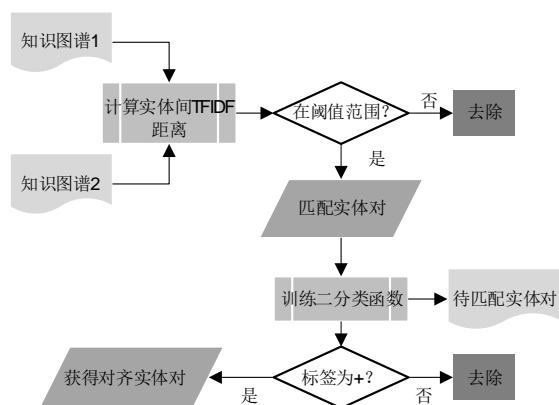 知识图谱1
计算实体间TFIDF
距离
在阈值范围?
否
去除
知识图谱2
是
匹配实体对
训练二分类函数
待匹配实体对
获得对齐实体对
是
标签为+?
否
去除